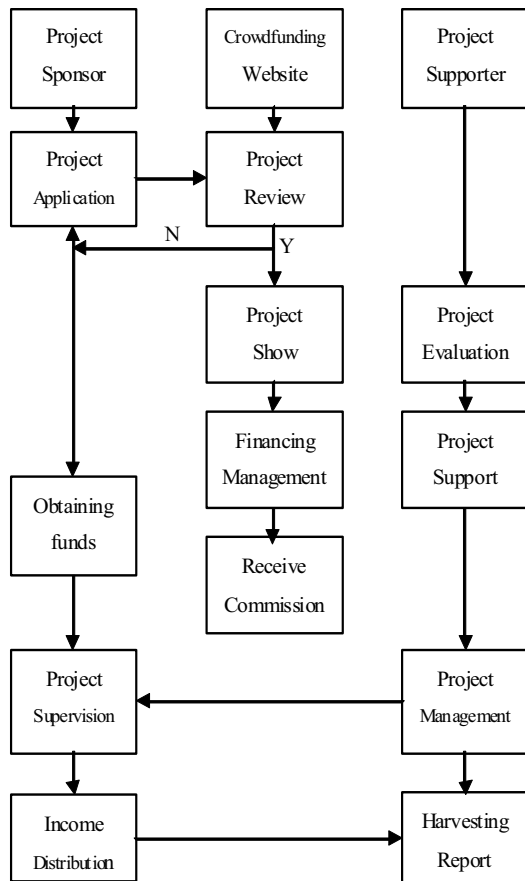 Project
Sponsor
Crowdfunding
Website
Project
Supporter
Project
Application
Project
Review
N
Y
Project
Show
Project
Evaluation
Financing
Management
Project
Support
Obtaining
funds
Receive
Commission
Project
Supervision
Project
Management
Income
Distribution
Harvesting
Report